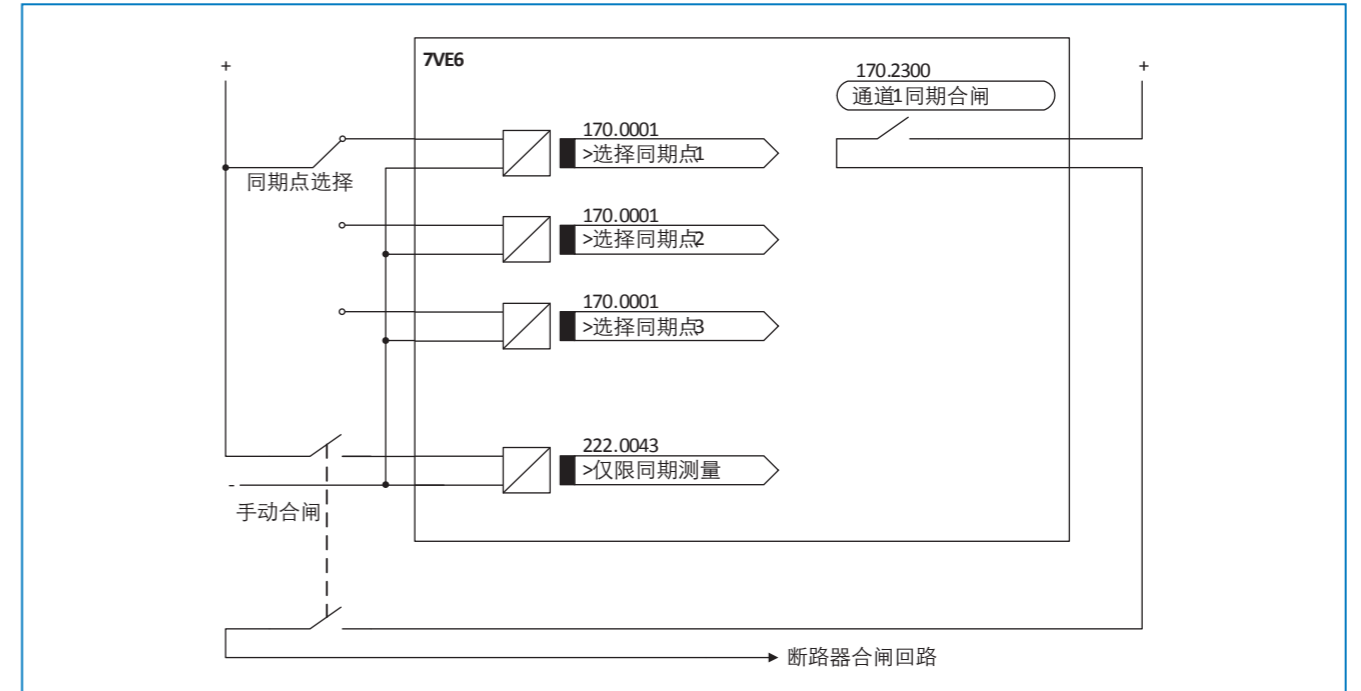 7VE6
+
170.2300
+
通道1同期合闸
170.0001
>选择同期点1
同期点选择
170.0001
>选择同期点2
170.0001
>选择同期点3
222.0043
>仅限同期测量
-
手动合闸
断路器合闸回路